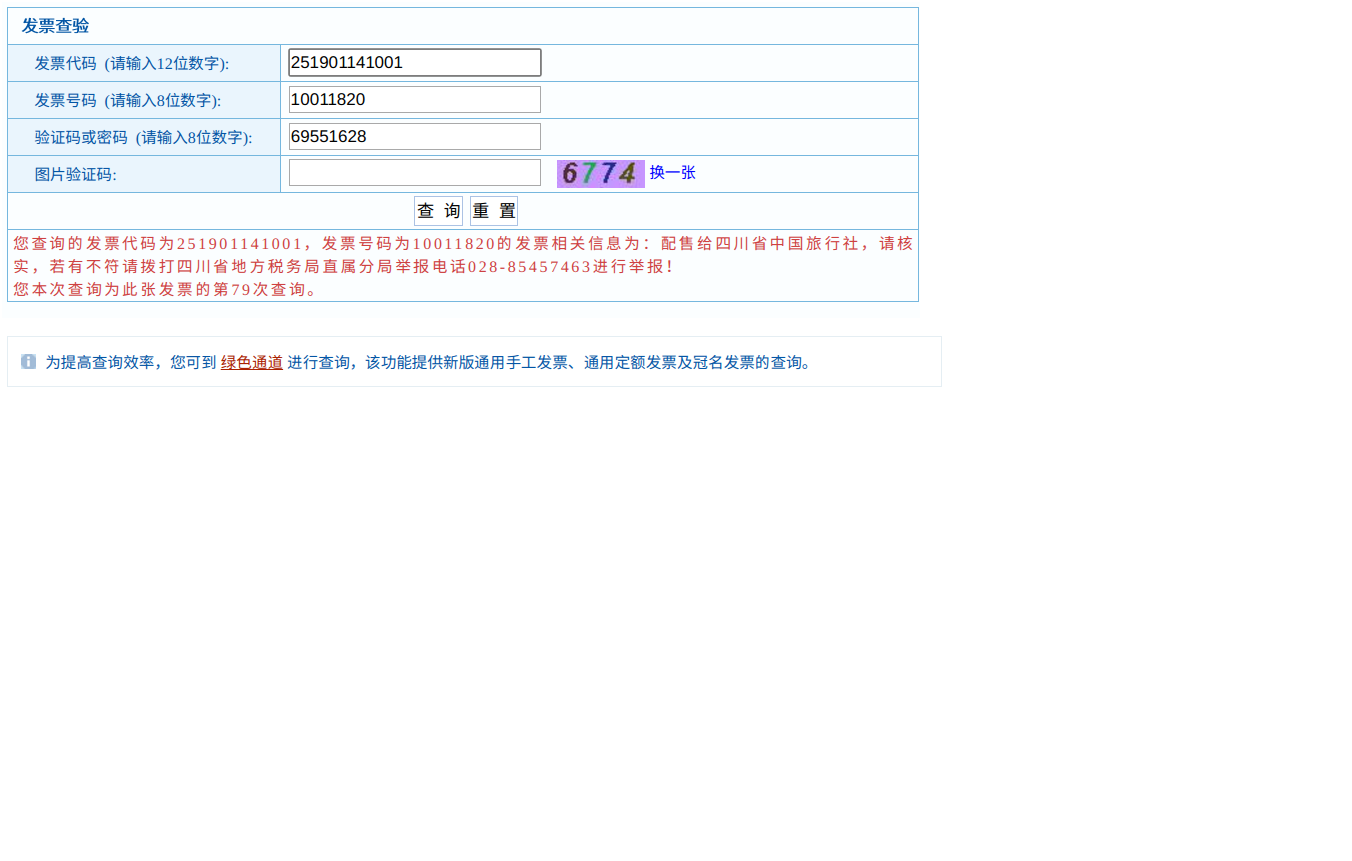 发票查验
发票代码 (请输入12位数字): 251901141001
发票号码 (请输入8位数字): 10011820
验证码或密码 (请输入8位数字): 69551628
图片验证码: 6774 换一张
查 询 重 置
您查询的发票代码为251901141001，发票号码为10011820的发票相关信息为：配售给四川省中国旅行社，请核
实，若有不符请拨打四川省地方税务局直属分局举报电话028-85457463进行举报！
您本次查询为此张发票的第79次查询。
为提高查询效率，您可到 绿色通道 进行查询，该功能提供新版通用手工发票、通用定额发票及冠名发票的查询。